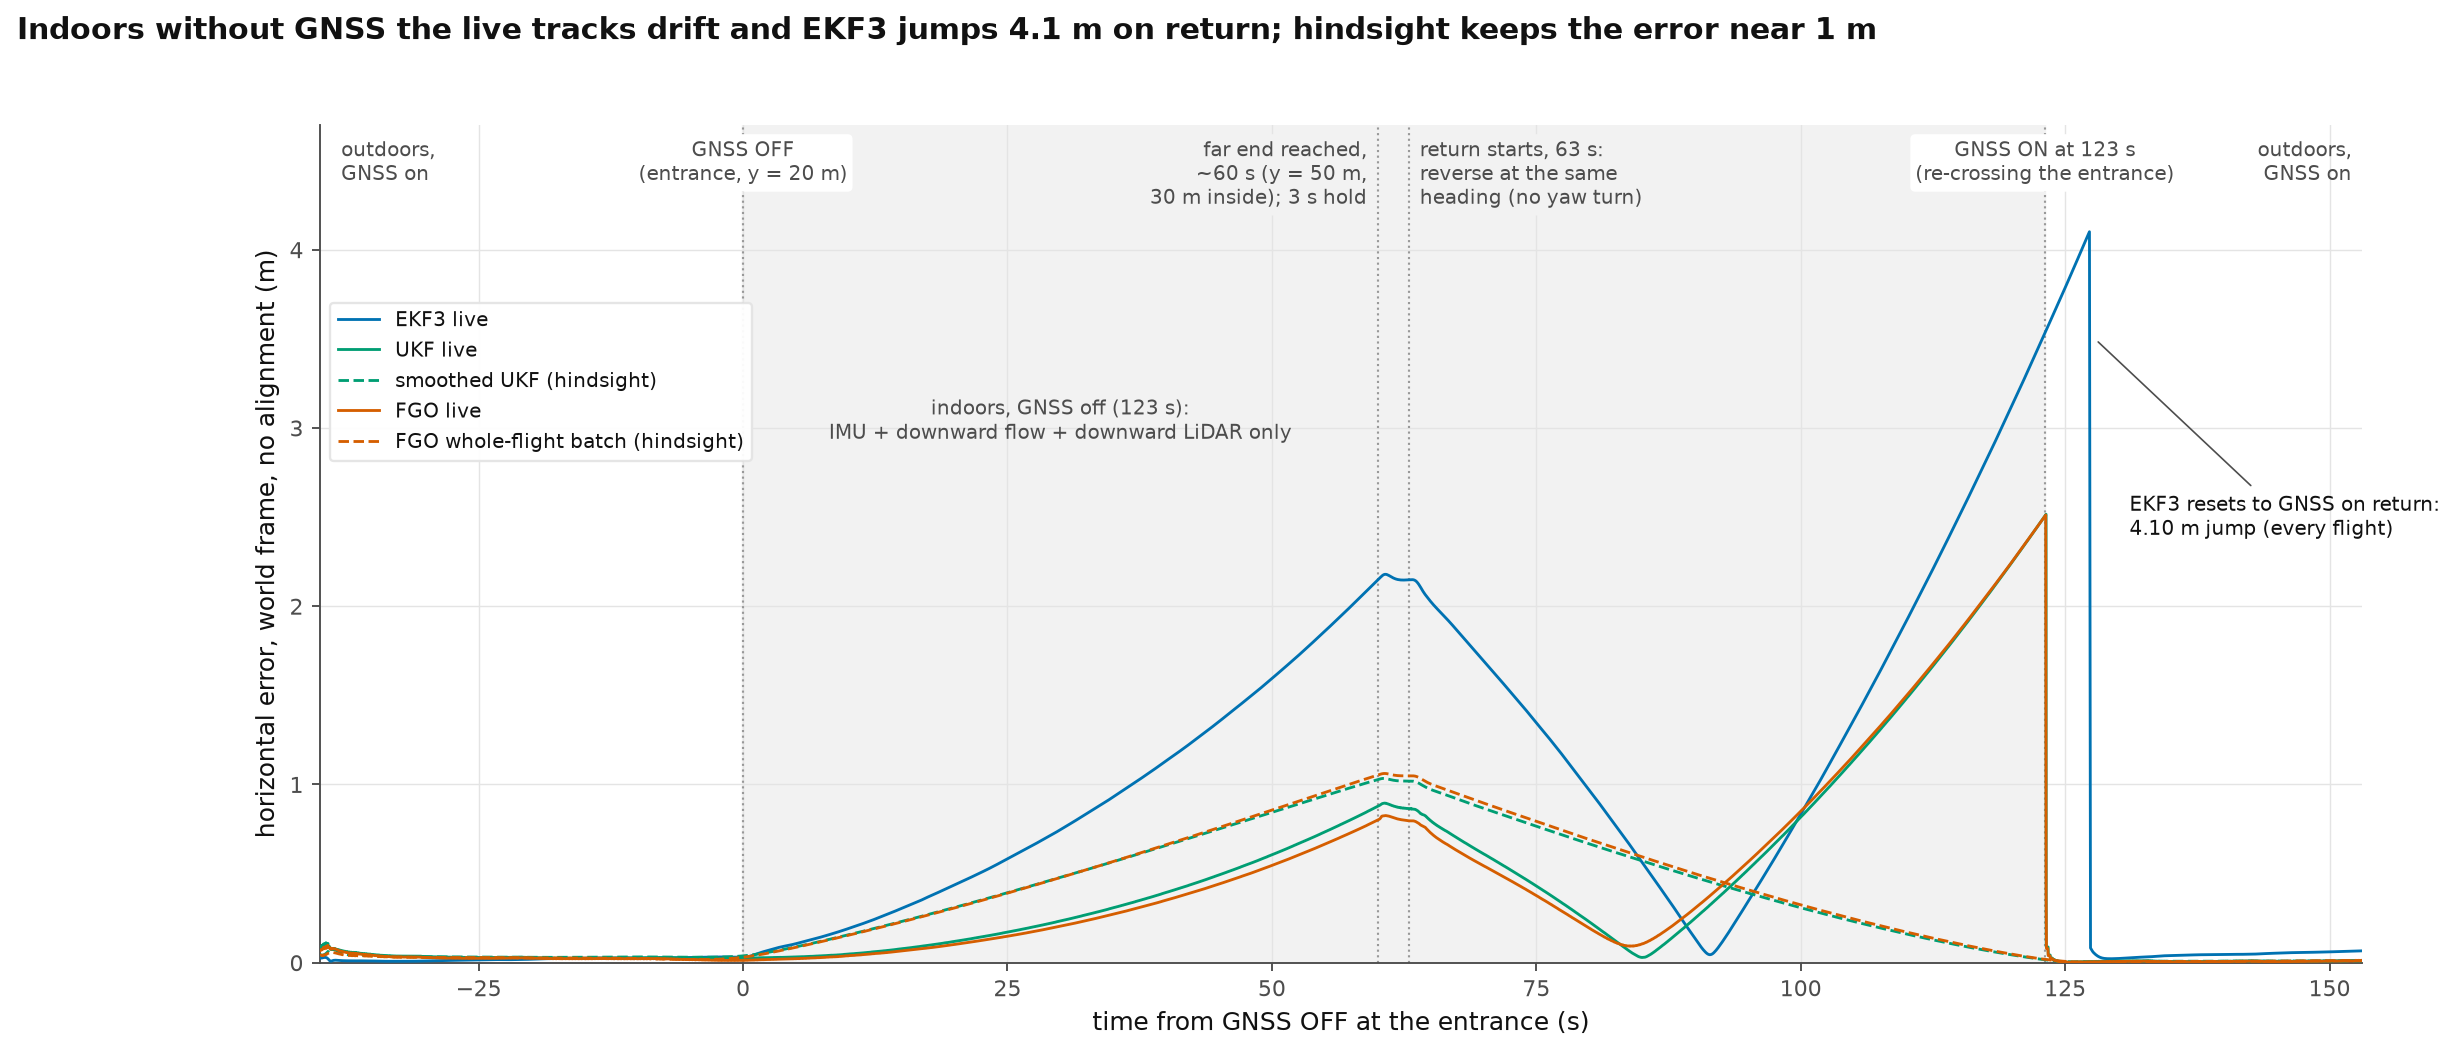 Indoors without GNSS the live tracks drift and EKF3 jumps 4.1 m on return; hindsight keeps the error near 1 m
outdoors,
GNSS on
GNSS OFF
(entrance, y = 20 m)
far end reached,
~60 s (y = 50 m,
30 m inside); 3 s hold
return starts, 63 s:
reverse at the same
heading (no yaw turn)
GNSS ON at 123 s
(re-crossing the entrance)
outdoors,
GNSS on
EKF3 live
UKF live
smoothed UKF (hindsight)
FGO live
FGO whole-flight batch (hindsight)
indoors, GNSS off (123 s):
IMU + downward flow + downward LiDAR only
EKF3 resets to GNSS on return:
4.10 m jump (every flight)
horizontal error, world frame, no alignment (m)
4
3
2
1
0
−25
0
25
50
75
100
125
150
time from GNSS OFF at the entrance (s)